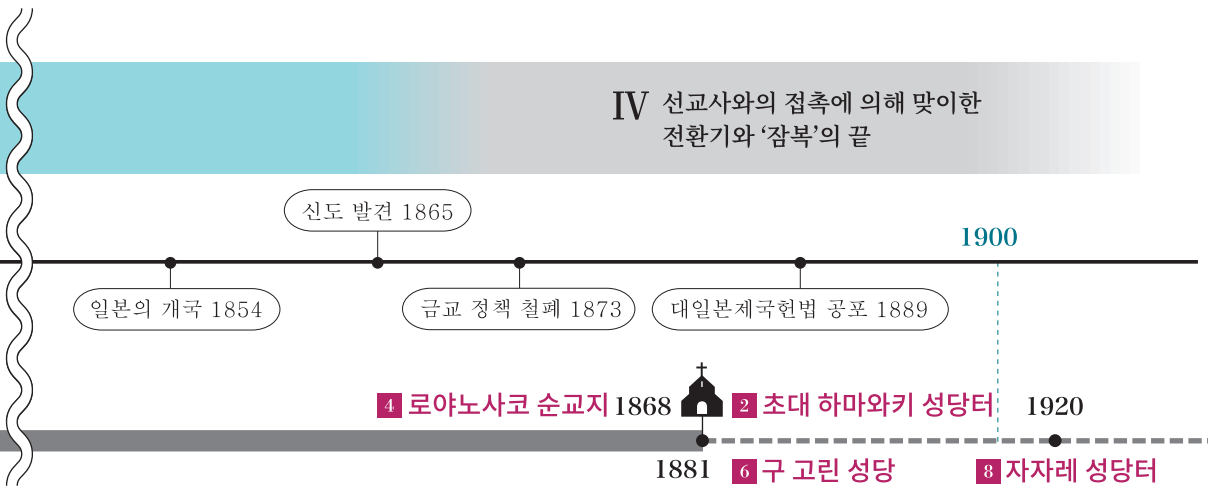 IV 선교사와의 접촉에 의해 맞이한
전환기와 ‘잠복’의 끝
신도 발견 1865
1900
일본의 개국 1854
금교 정책 철폐 1873
대일본제국헌법 공포 1889
4 로야노사코 순교지 1868
2 초대 하마와키 성당터
1920
1881
6 구 고린 성당
8 자자레 성당터